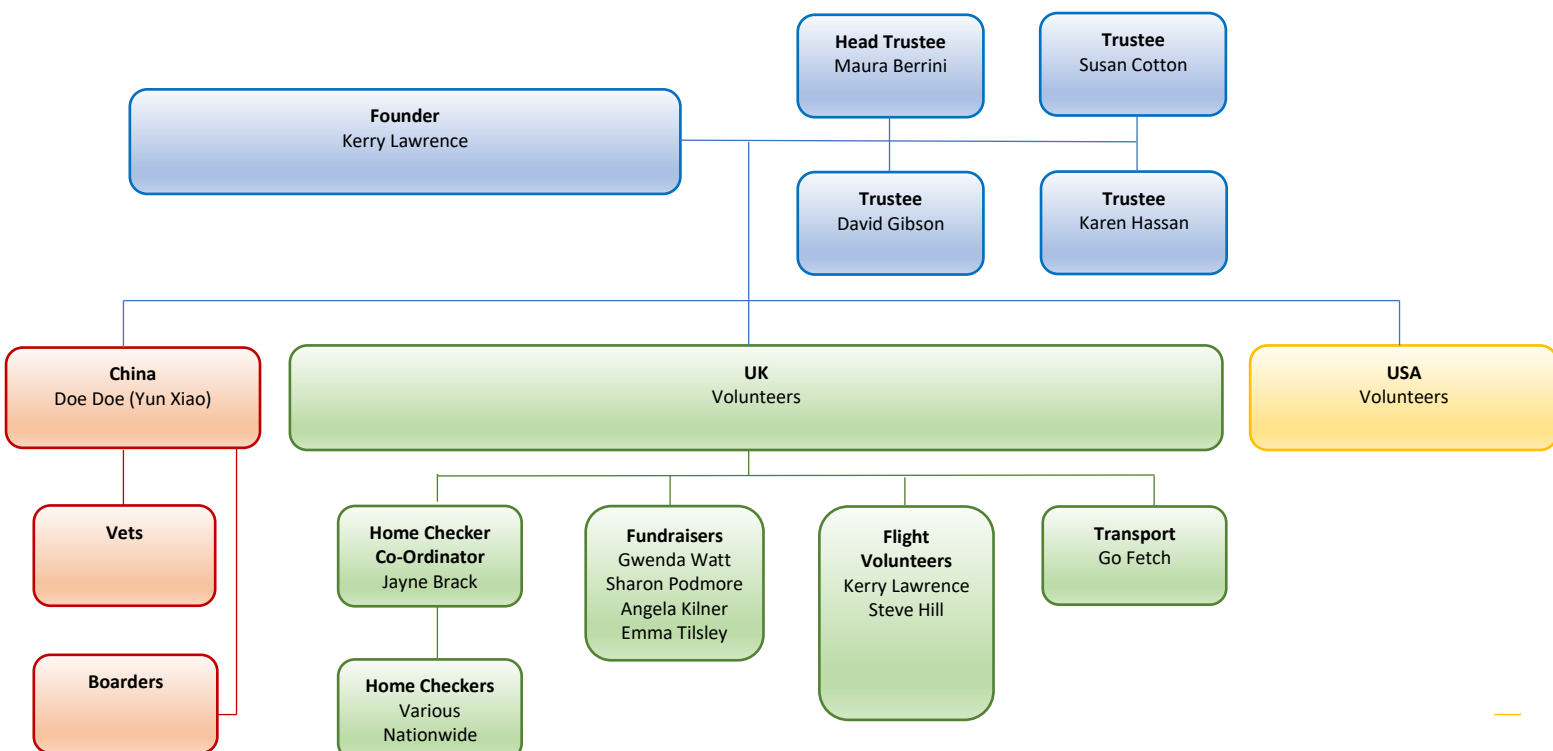 Head Trustee
Maura Berrini
Trustee
Susan Cotton
Founder
Kerry Lawrence
Trustee
David Gibson
Trustee
Karen Hassan
China
Doe Doe (Yun Xiao)
UK
Volunteers
USA
Volunteers
Vets
Home Checker
Co-Ordinator
Jayne Brack
Fundraisers
Gwenda Watt
Sharon Podmore
Angela Kilner
Emma Tilsley
Flight
Volunteers
Kerry Lawrence
Steve Hill
Transport
Go Fetch
Boarders
Home Checkers
Various
Nationwide